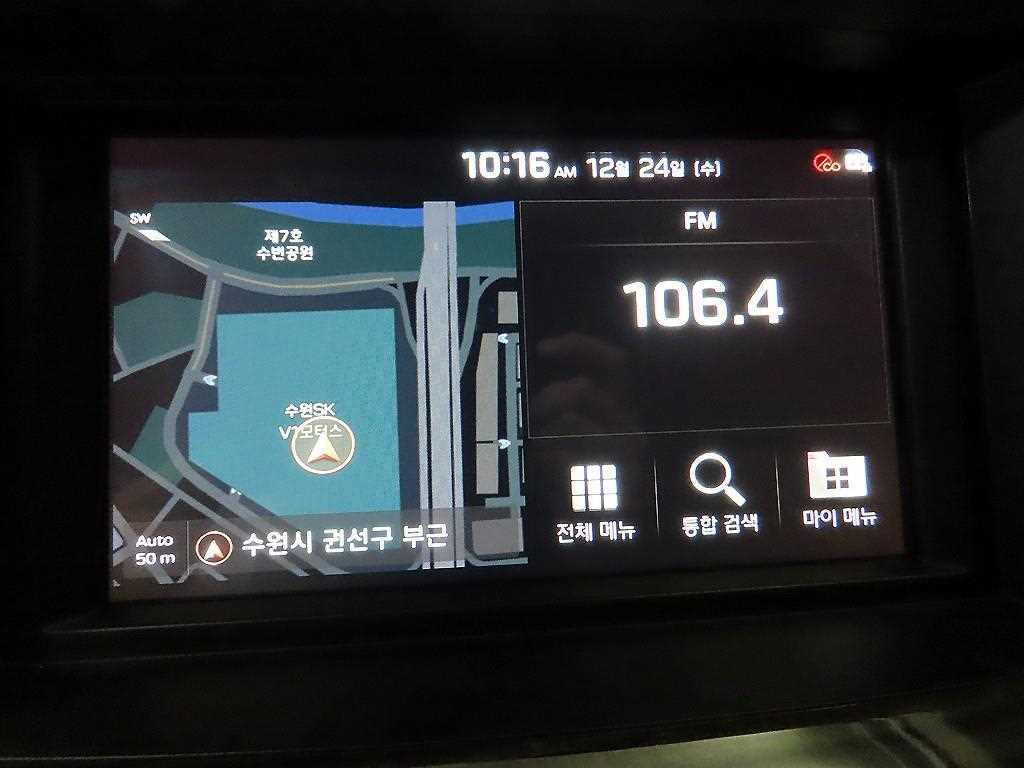 10:16 AM 12월 24일 (수)
SW
제7호
수변공원
수원SK
V1모터스
Auto
50 m
수원시 권선구 부근
FM
106.4
전체 메뉴
통합 검색
마이 메뉴